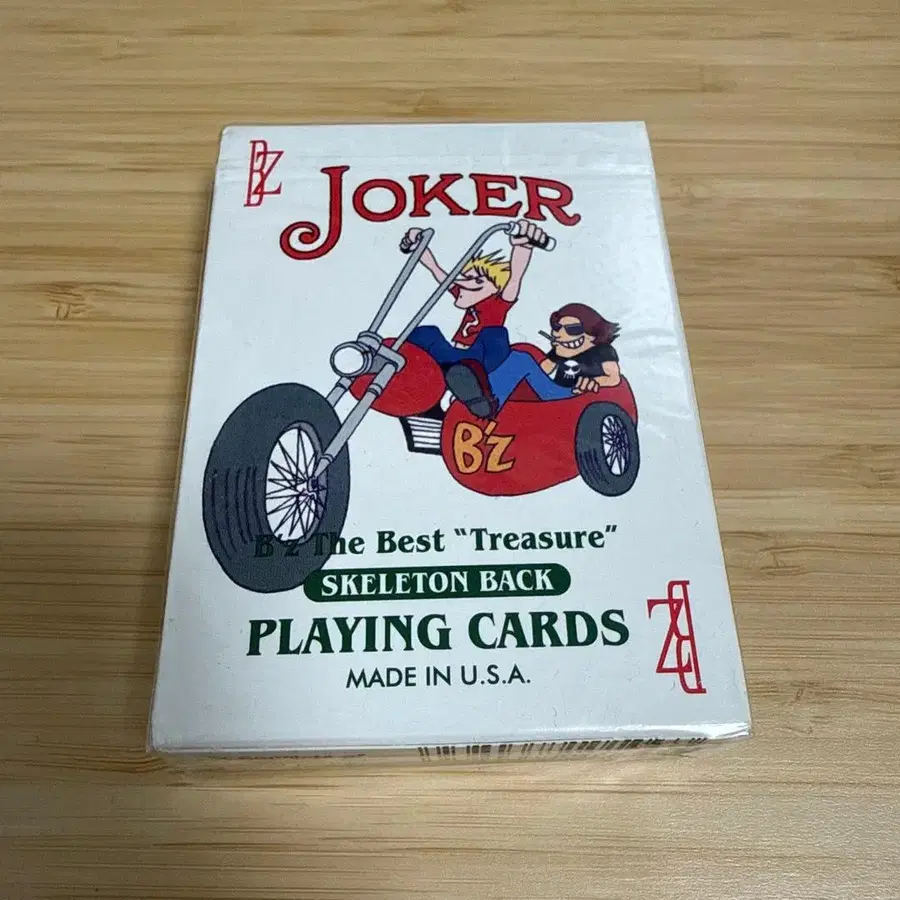 B'z
JOKER
B'z
B'z The Best "Treasure"
SKELETON BACK
PLAYING CARDS
MADE IN U.S.A.
B'z